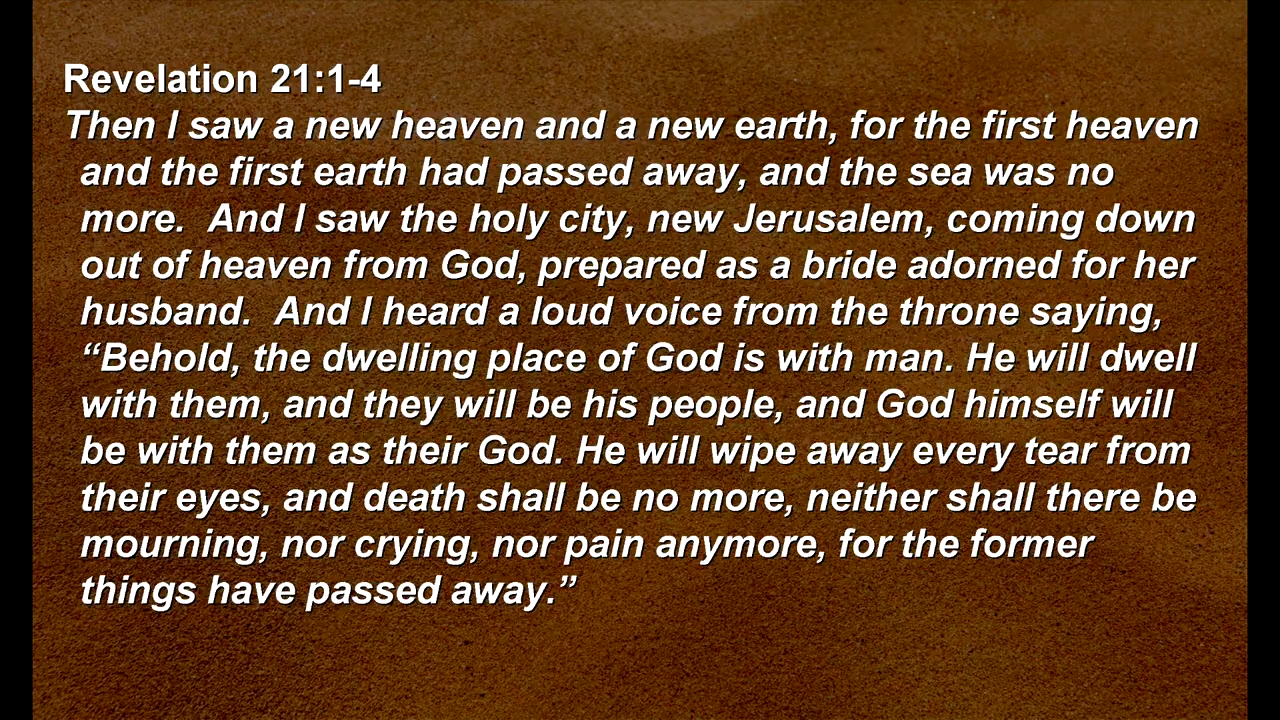 Revelation 21:1-4
Then I saw a new heaven and a new earth, for the first heaven
and the first earth had passed away, and the sea was no
more.  And I saw the holy city, new Jerusalem, coming down
out of heaven from God, prepared as a bride adorned for her
husband.  And I heard a loud voice from the throne saying,
“Behold, the dwelling place of God is with man. He will dwell
with them, and they will be his people, and God himself will
be with them as their God. He will wipe away every tear from
their eyes, and death shall be no more, neither shall there be
mourning, nor crying, nor pain anymore, for the former
things have passed away.”